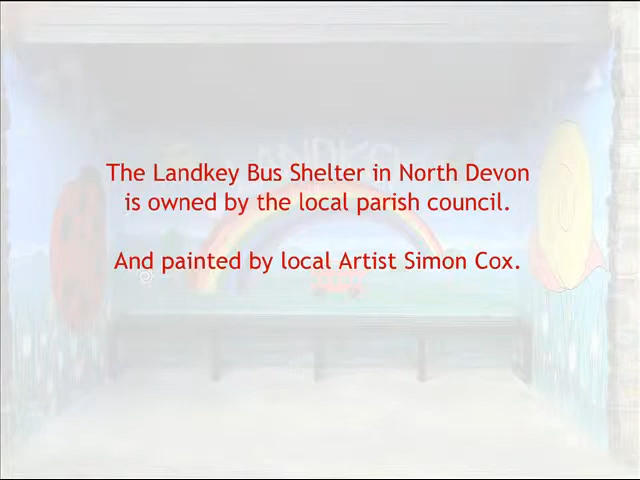 LANDKEY
The Landkey Bus Shelter in North Devon
is owned by the local parish council.
And painted by local Artist Simon Cox.